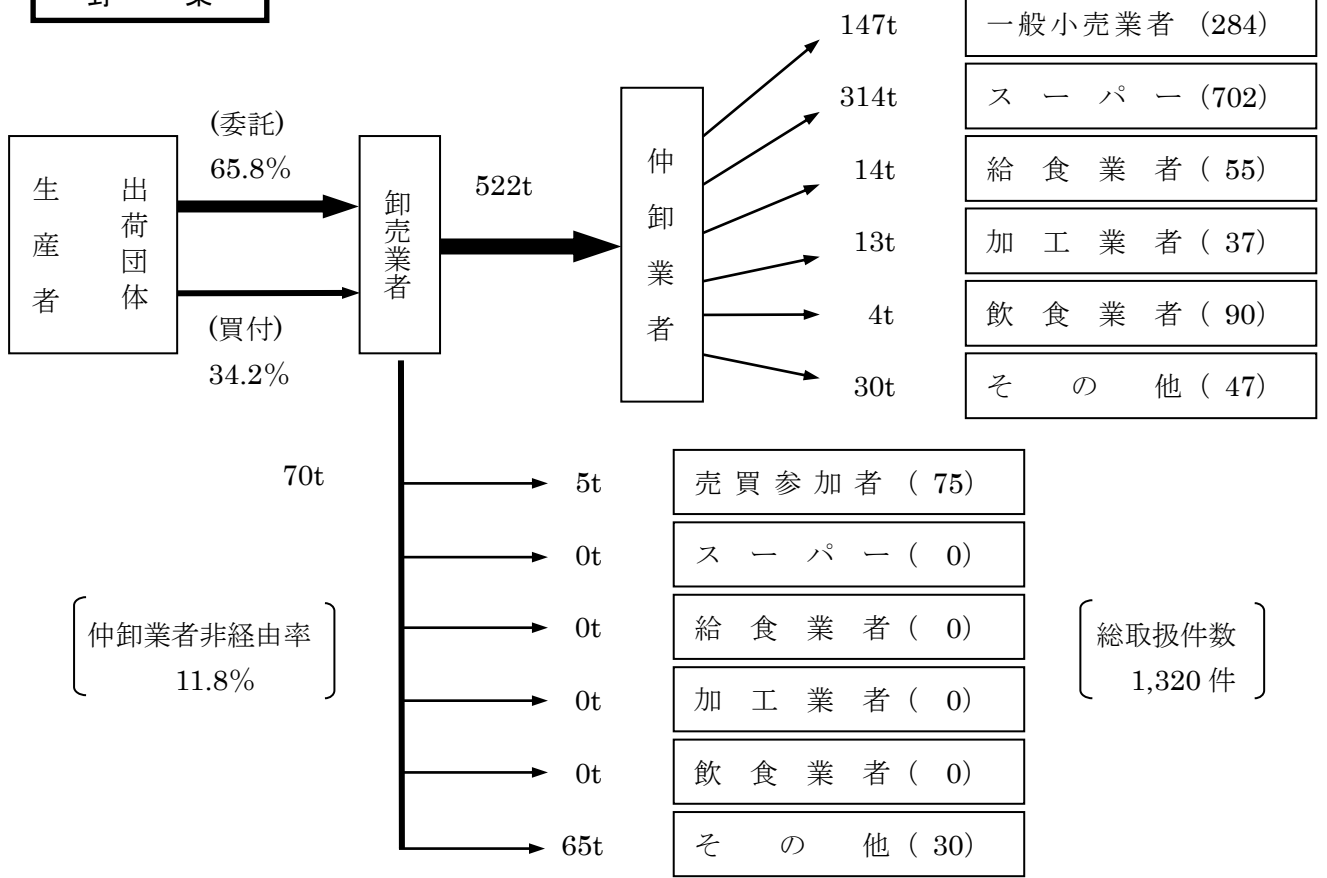 野菜
147t 一般小売業者 (284)
314t スーパー (702)
14t 給食業者 ( 55)
13t 加工業者 ( 37)
4t 飲食業者 ( 90)
30t その他 ( 47)
生産者
出荷団体
(委託)
65.8%
(買付)
34.2%
卸売業者
522t
仲卸業者
70t
5t 売買参加者 ( 75)
0t スーパー ( 0)
0t 給食業者 ( 0)
0t 加工業者 ( 0)
0t 飲食業者 ( 0)
65t その他 ( 30)
仲卸業者非経由率
11.8%
総取扱件数
1,320 件